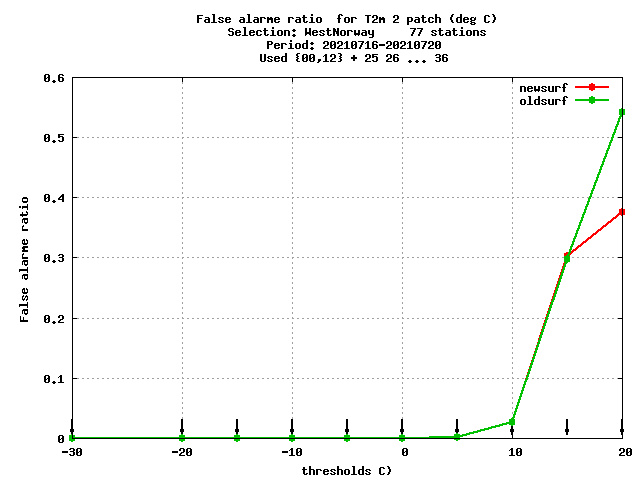 False alarme ratio  for T2m 2 patch (deg C)
Selection: WestNorway     77 stations
Period: 20210716-20210720
Used {00,12} + 25 26 ... 36
newsurf
oldsurf
0.6
0.5
0.4
0.3
0.2
0.1
0
False alarme ratio
-30 -20 -10 0 10 20
thresholds C)